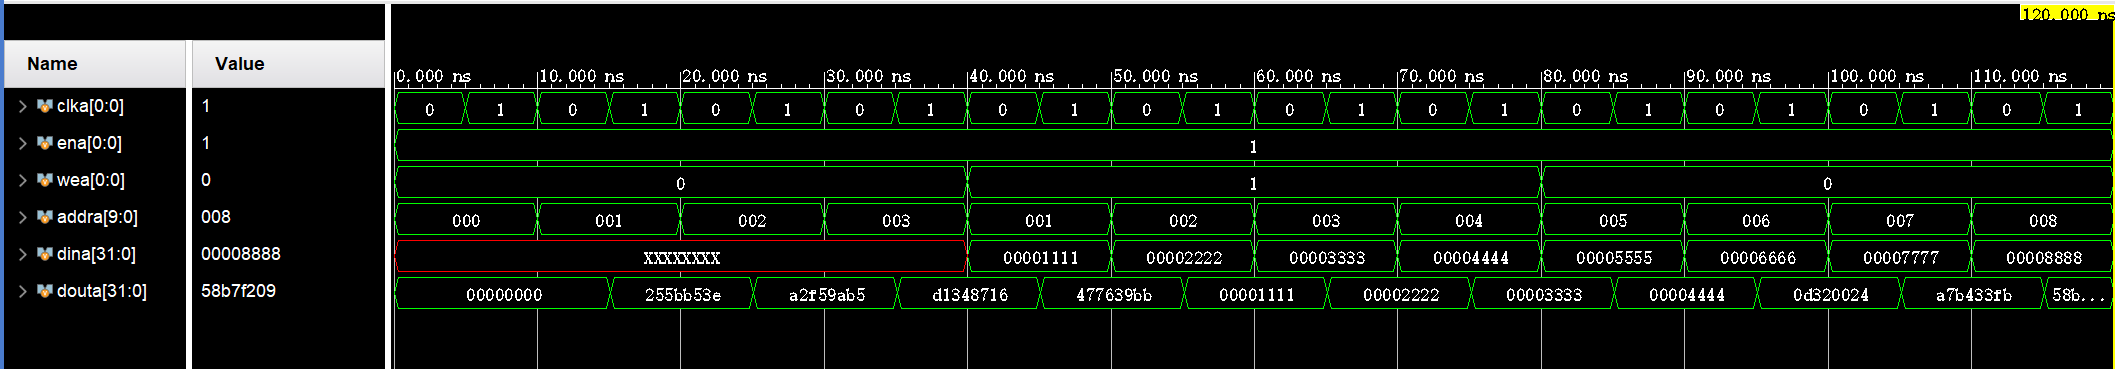 120.000 ns
Name Value
0.000 ns 10.000 ns 20.000 ns 30.000 ns 40.000 ns 50.000 ns 60.000 ns 70.000 ns 80.000 ns 90.000 ns 100.000 ns 110.000 ns
clka[0:0] 1 0 1 0 1 0 1 0 1 0 1 0 1 0 1 0 1 0 1 0 1 0 1 0 1
ena[0:0] 1 1
wea[0:0] 0 0 1 0
addra[9:0] 008 000 001 002 003 001 002 003 004 005 006 007 008
dina[31:0] 00008888 XXXXXXXX 00001111 00002222 00003333 00004444 00005555 00006666 00007777 00008888
douta[31:0] 58b7f209 00000000 255bb53e a2f59ab5 d1348716 477639bb 00001111 00002222 00003333 00004444 0d320024 a7b433fb 58b...